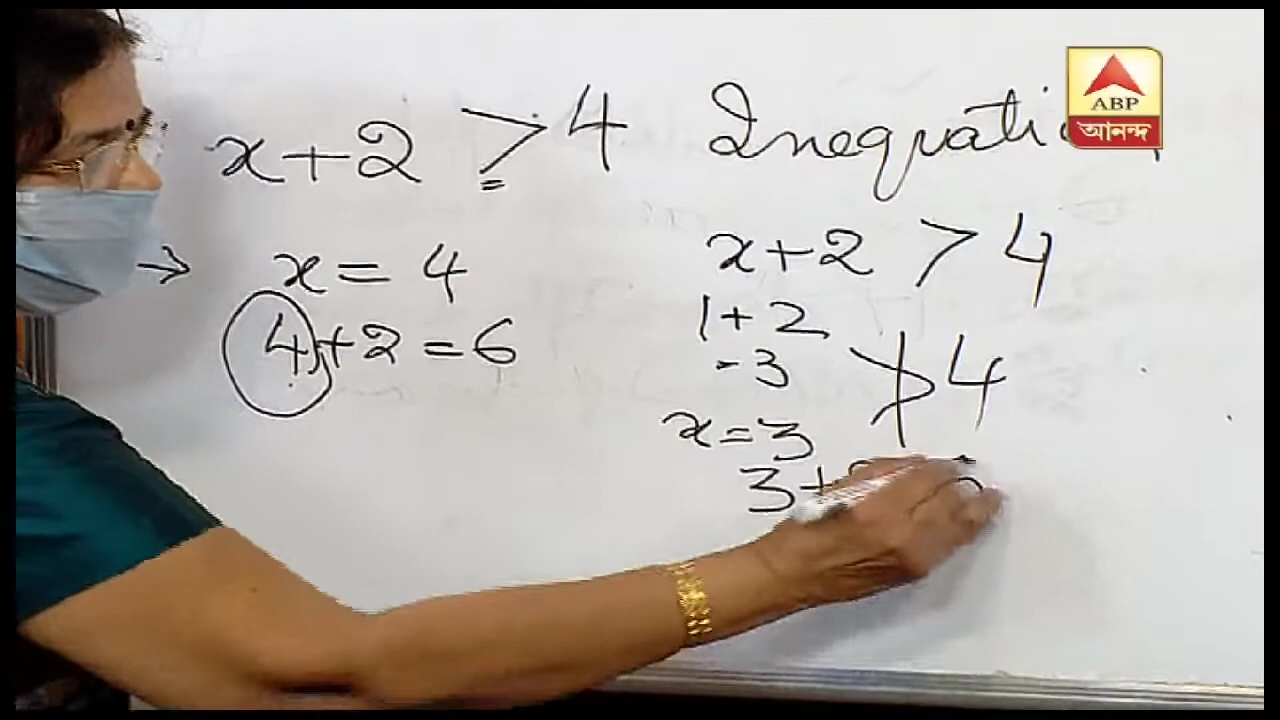 x+2 > 4 Inequati
ABP
আনন্দ
→ x = 4
4+2 = 6
x+2 > 4
1+2
=3 ≯ 4
x=3
3+